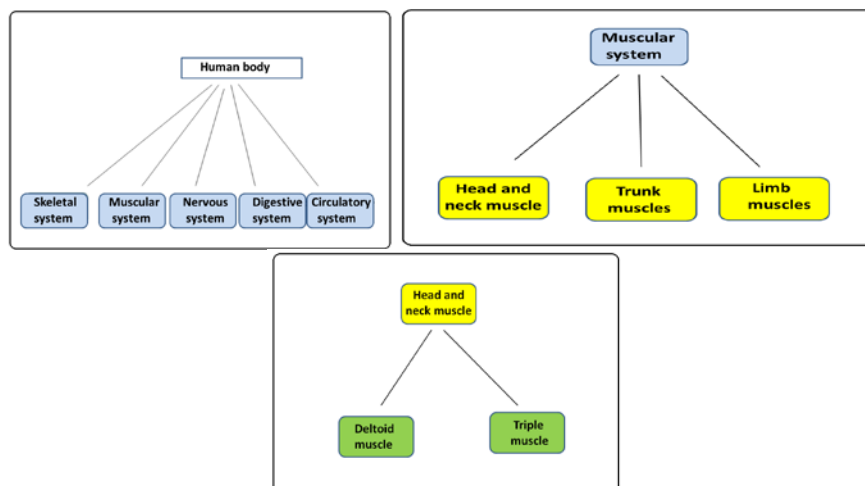 Human body
Skeletal
system
Muscular
system
Nervous
system
Digestive
system
Circulatory
system
Muscular
system
Head and
neck muscle
Trunk
muscles
Limb
muscles
Head and
neck muscle
Deltoid
muscle
Triple
muscle